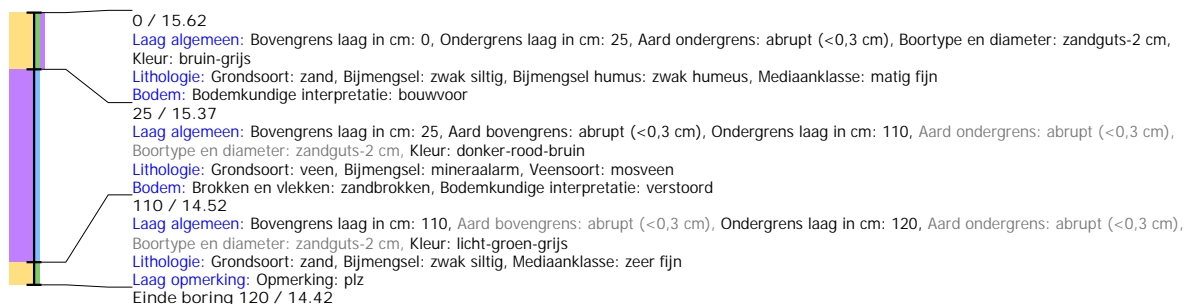 0 / 15.62
Laag algemeen: Bovengrens laag in cm: 0, Ondergrens laag in cm: 25, Aard ondergrens: abrupt (<0,3 cm), Boortype en diameter: zandguts-2 cm,
Kleur: bruin-grijs
Lithologie: Grondsoort: zand, Bijmengsel: zwak siltig, Bijmengsel humus: zwak humeus, Mediaanklasse: matig fijn
Bodem: Bodemkundige interpretatie: bouwvoor
25 / 15.37
Laag algemeen: Bovengrens laag in cm: 25, Aard bovengrens: abrupt (<0,3 cm), Ondergrens laag in cm: 110, Aard ondergrens: abrupt (<0,3 cm),
Boortype en diameter: zandguts-2 cm, Kleur: donker-rood-bruin
Lithologie: Grondsoort: veen, Bijmengsel: mineraalarm, Veensoort: mosveen
Bodem: Brokken en vlekken: zandbrokken, Bodemkundige interpretatie: verstoord
110 / 14.52
Laag algemeen: Bovengrens laag in cm: 110, Aard bovengrens: abrupt (<0,3 cm), Ondergrens laag in cm: 120, Aard ondergrens: abrupt (<0,3 cm),
Boortype en diameter: zandguts-2 cm, Kleur: licht-groen-grijs
Lithologie: Grondsoort: zand, Bijmengsel: zwak siltig, Mediaanklasse: zeer fijn
Laag opmerking: Opmerking: plz
Einde boring 120 / 14.42